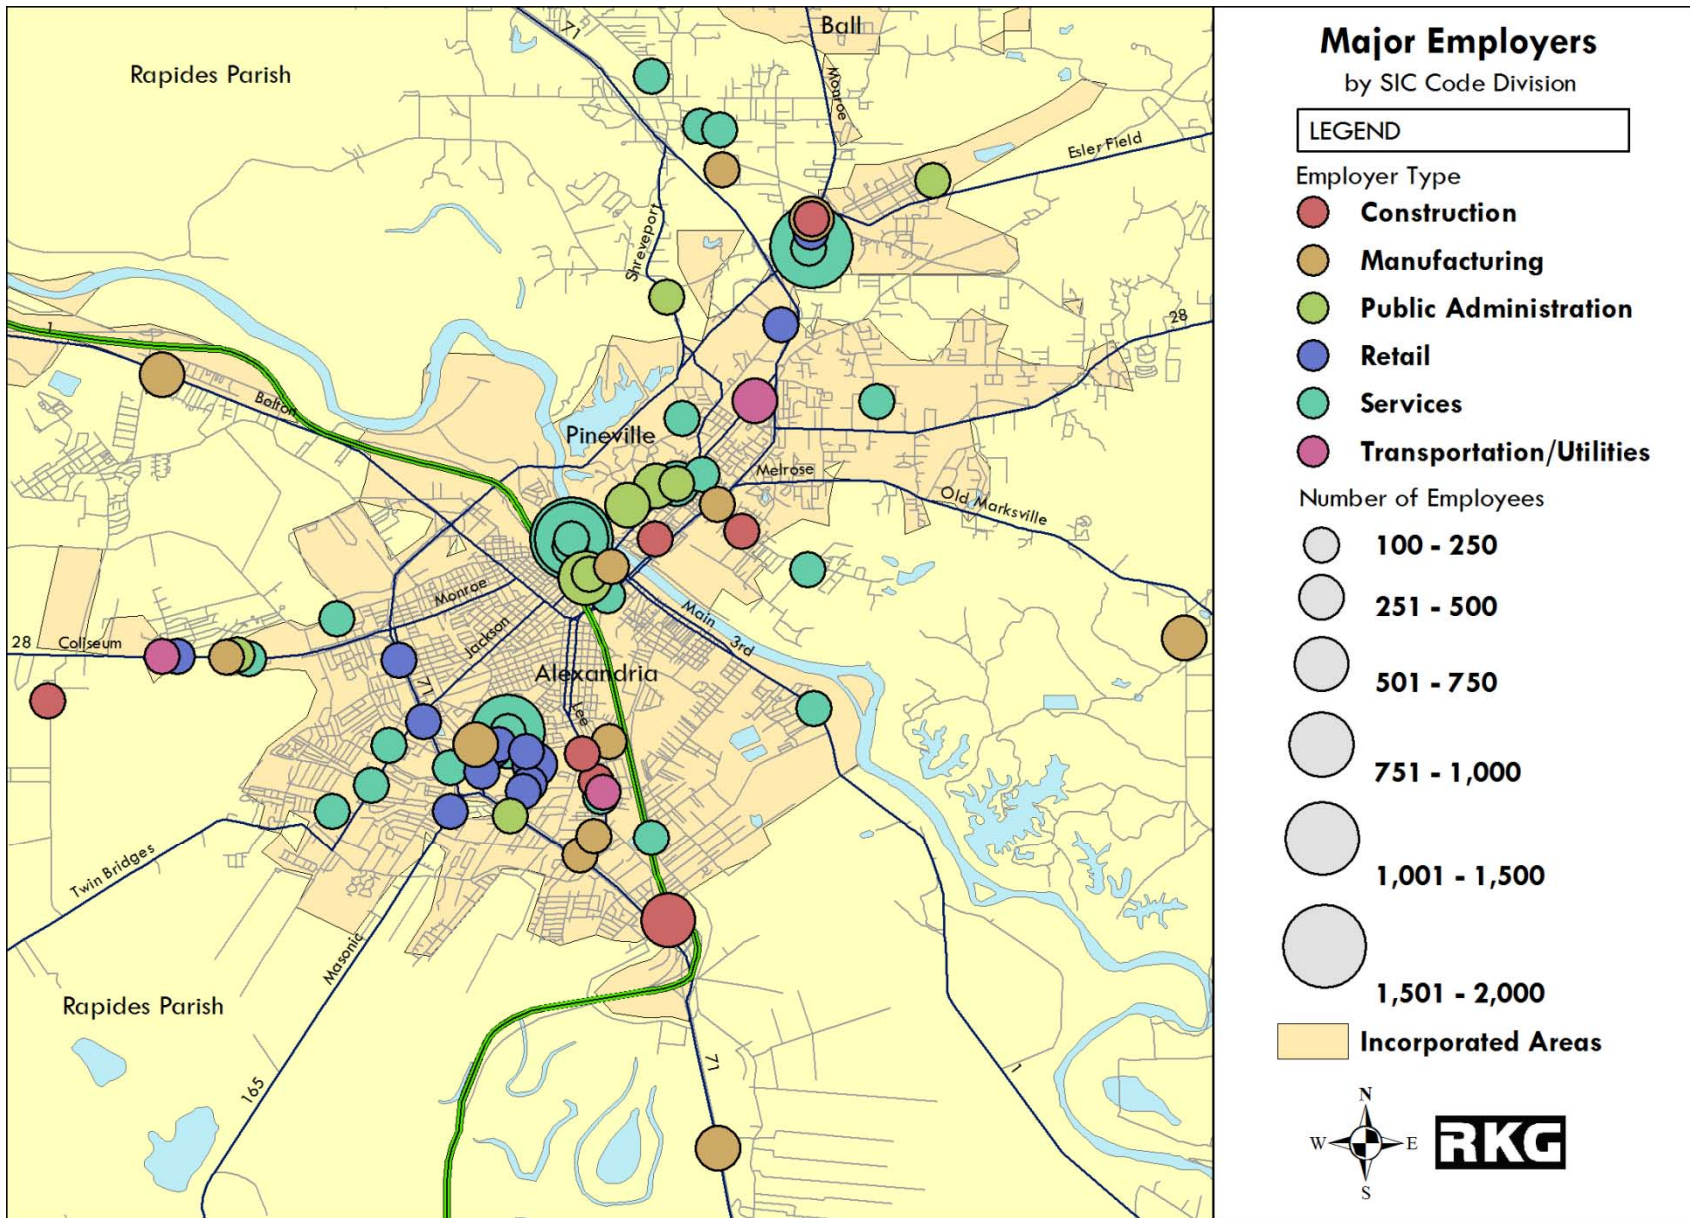 71
Ball
Rapides Parish
Monroe
Esler Field
Shreveport
28
1
Bolton
Pineville
Melrose
Old Marksville
Monroe
Main
3rd
Jackson
28
Coliseum
Alexandria
71
Lee
Twin Bridges
Masonic
Rapides Parish
165
71
1
Major Employers
by SIC Code Division
LEGEND
Employer Type
Construction
Manufacturing
Public Administration
Retail
Services
Transportation/Utilities
Number of Employees
100 - 250
251 - 500
501 - 750
751 - 1,000
1,001 - 1,500
1,501 - 2,000
Incorporated Areas
N
W E
S
RKG